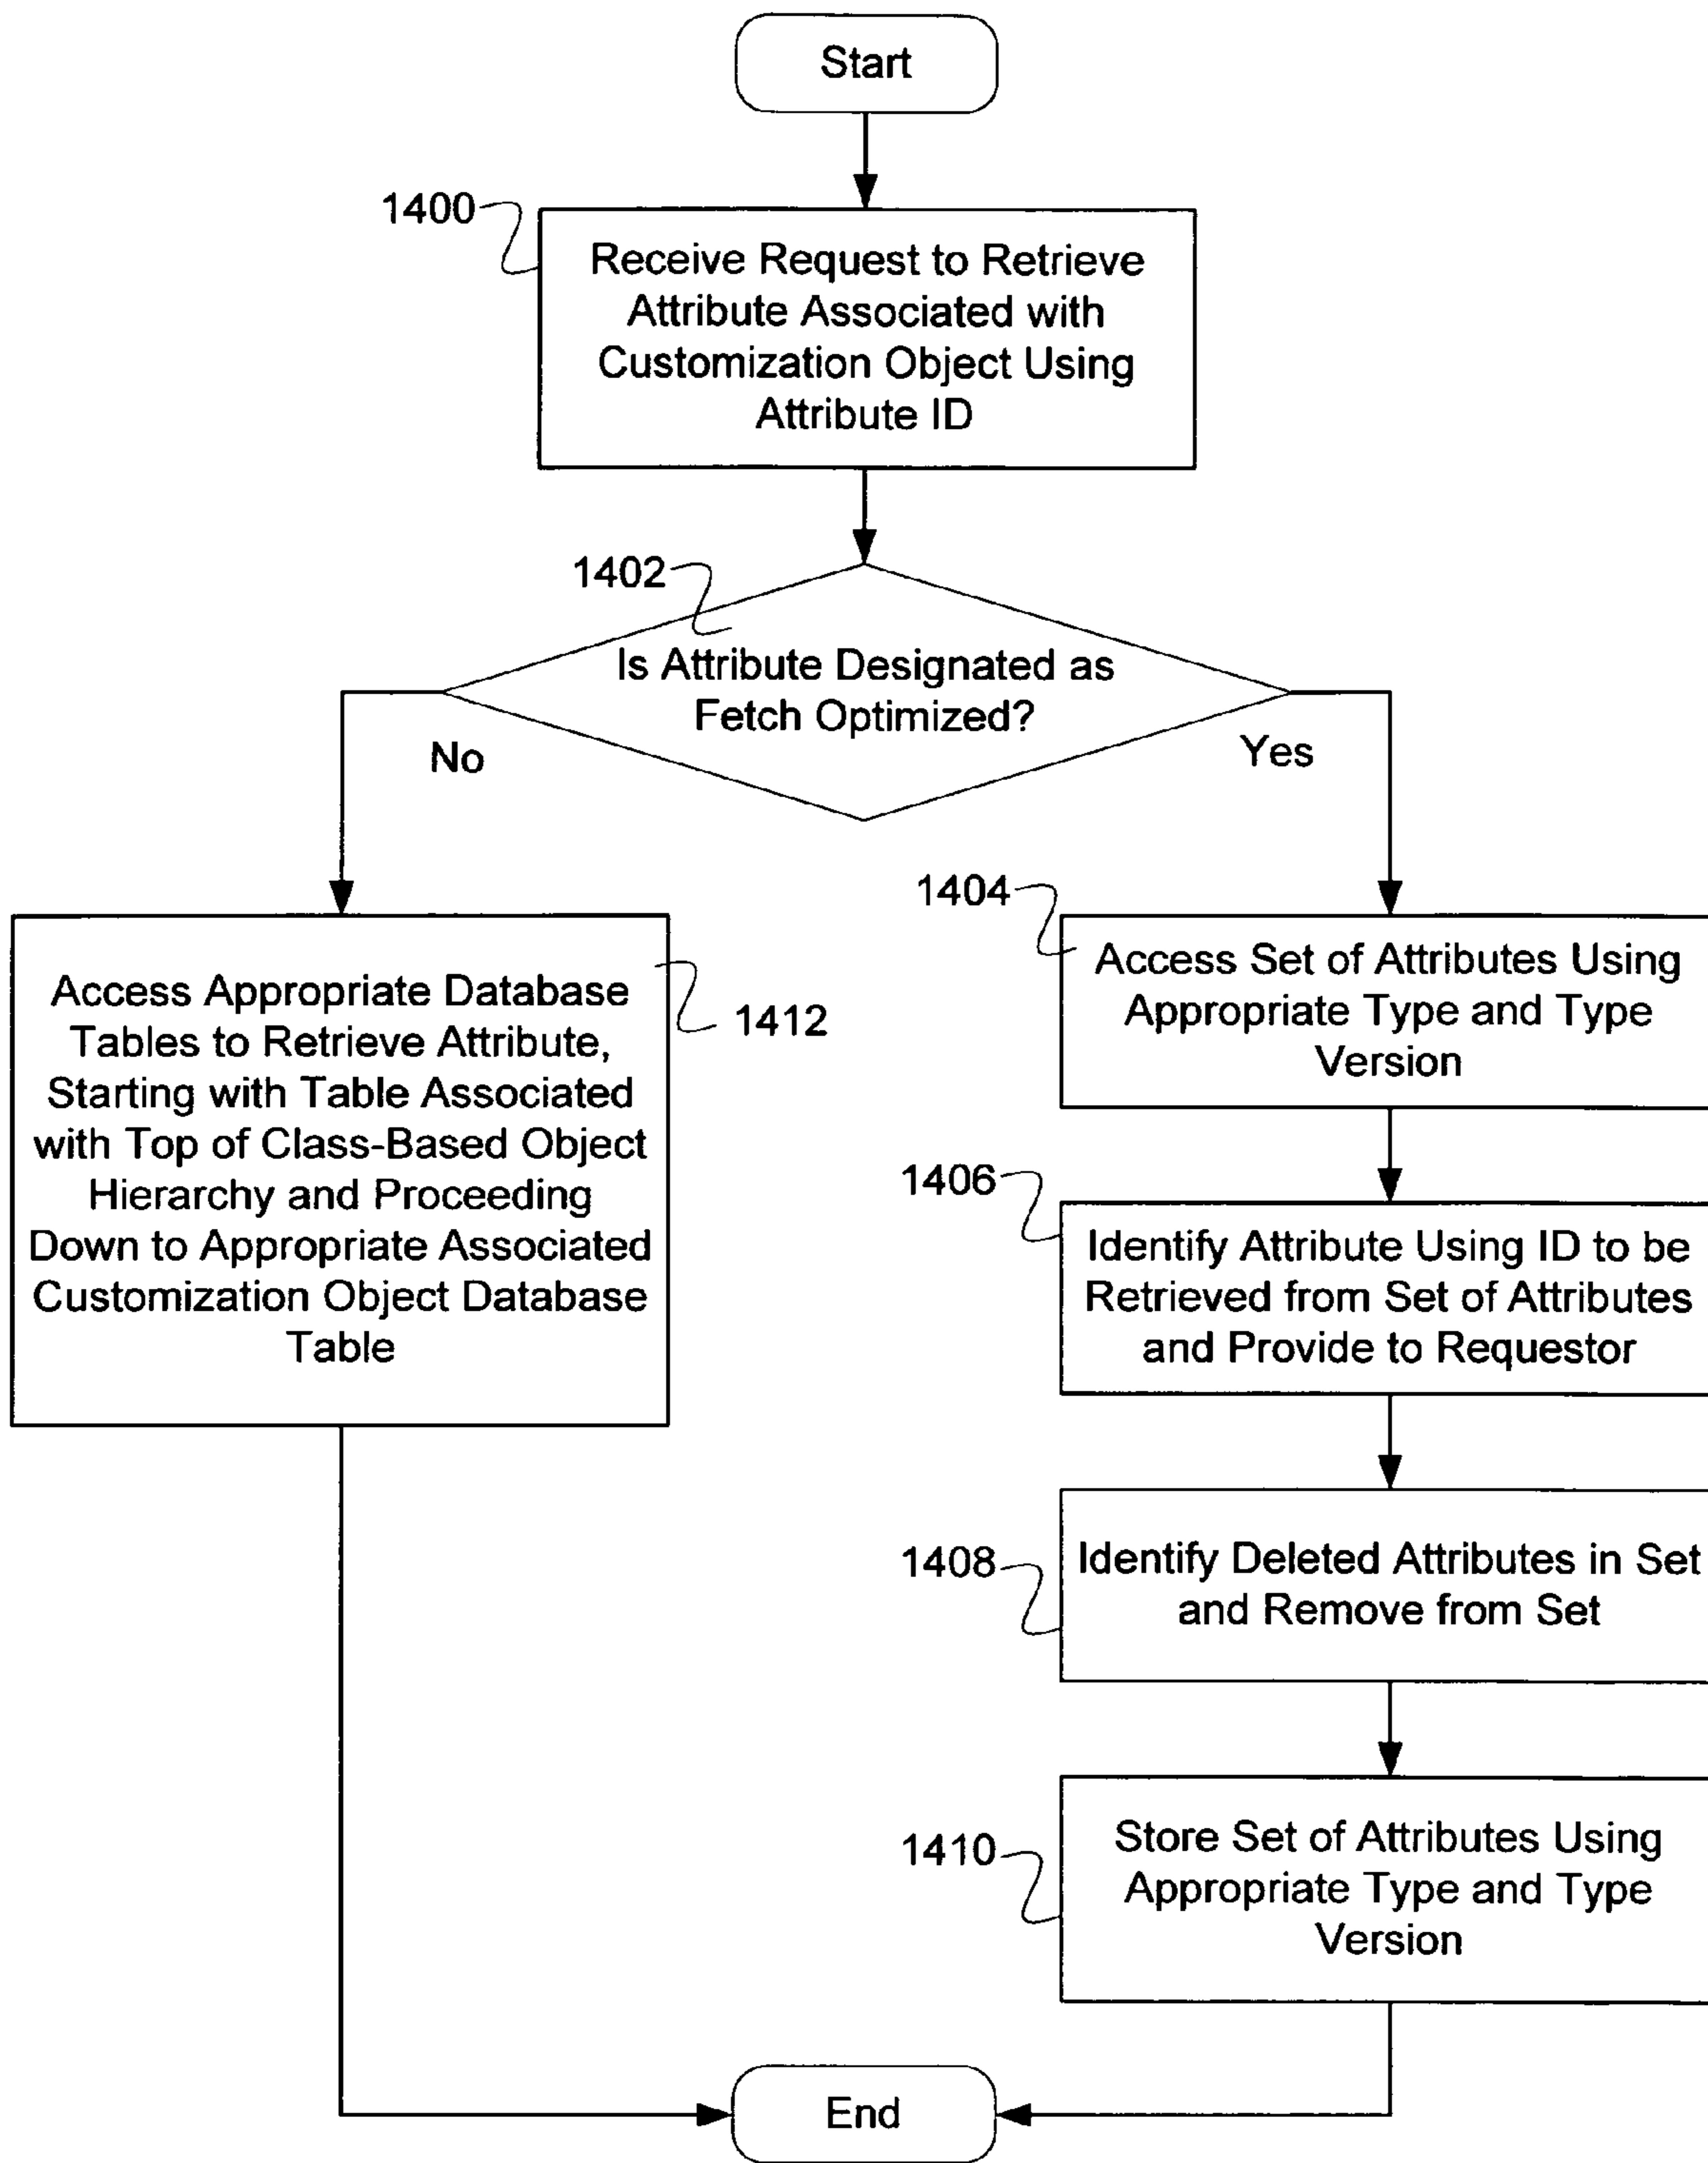 Start
1400
Receive Request to Retrieve
Attribute Associated with
Customization Object Using
Attribute ID
1402
Is Attribute Designated as
Fetch Optimized?
No
Yes
1412
Access Appropriate Database
Tables to Retrieve Attribute,
Starting with Table Associated
with Top of Class-Based Object
Hierarchy and Proceeding
Down to Appropriate Associated
Customization Object Database
Table
1404
Access Set of Attributes Using
Appropriate Type and Type
Version
1406
Identify Attribute Using ID to be
Retrieved from Set of Attributes
and Provide to Requestor
1408
Identify Deleted Attributes in Set
and Remove from Set
1410
Store Set of Attributes Using
Appropriate Type and Type
Version
End